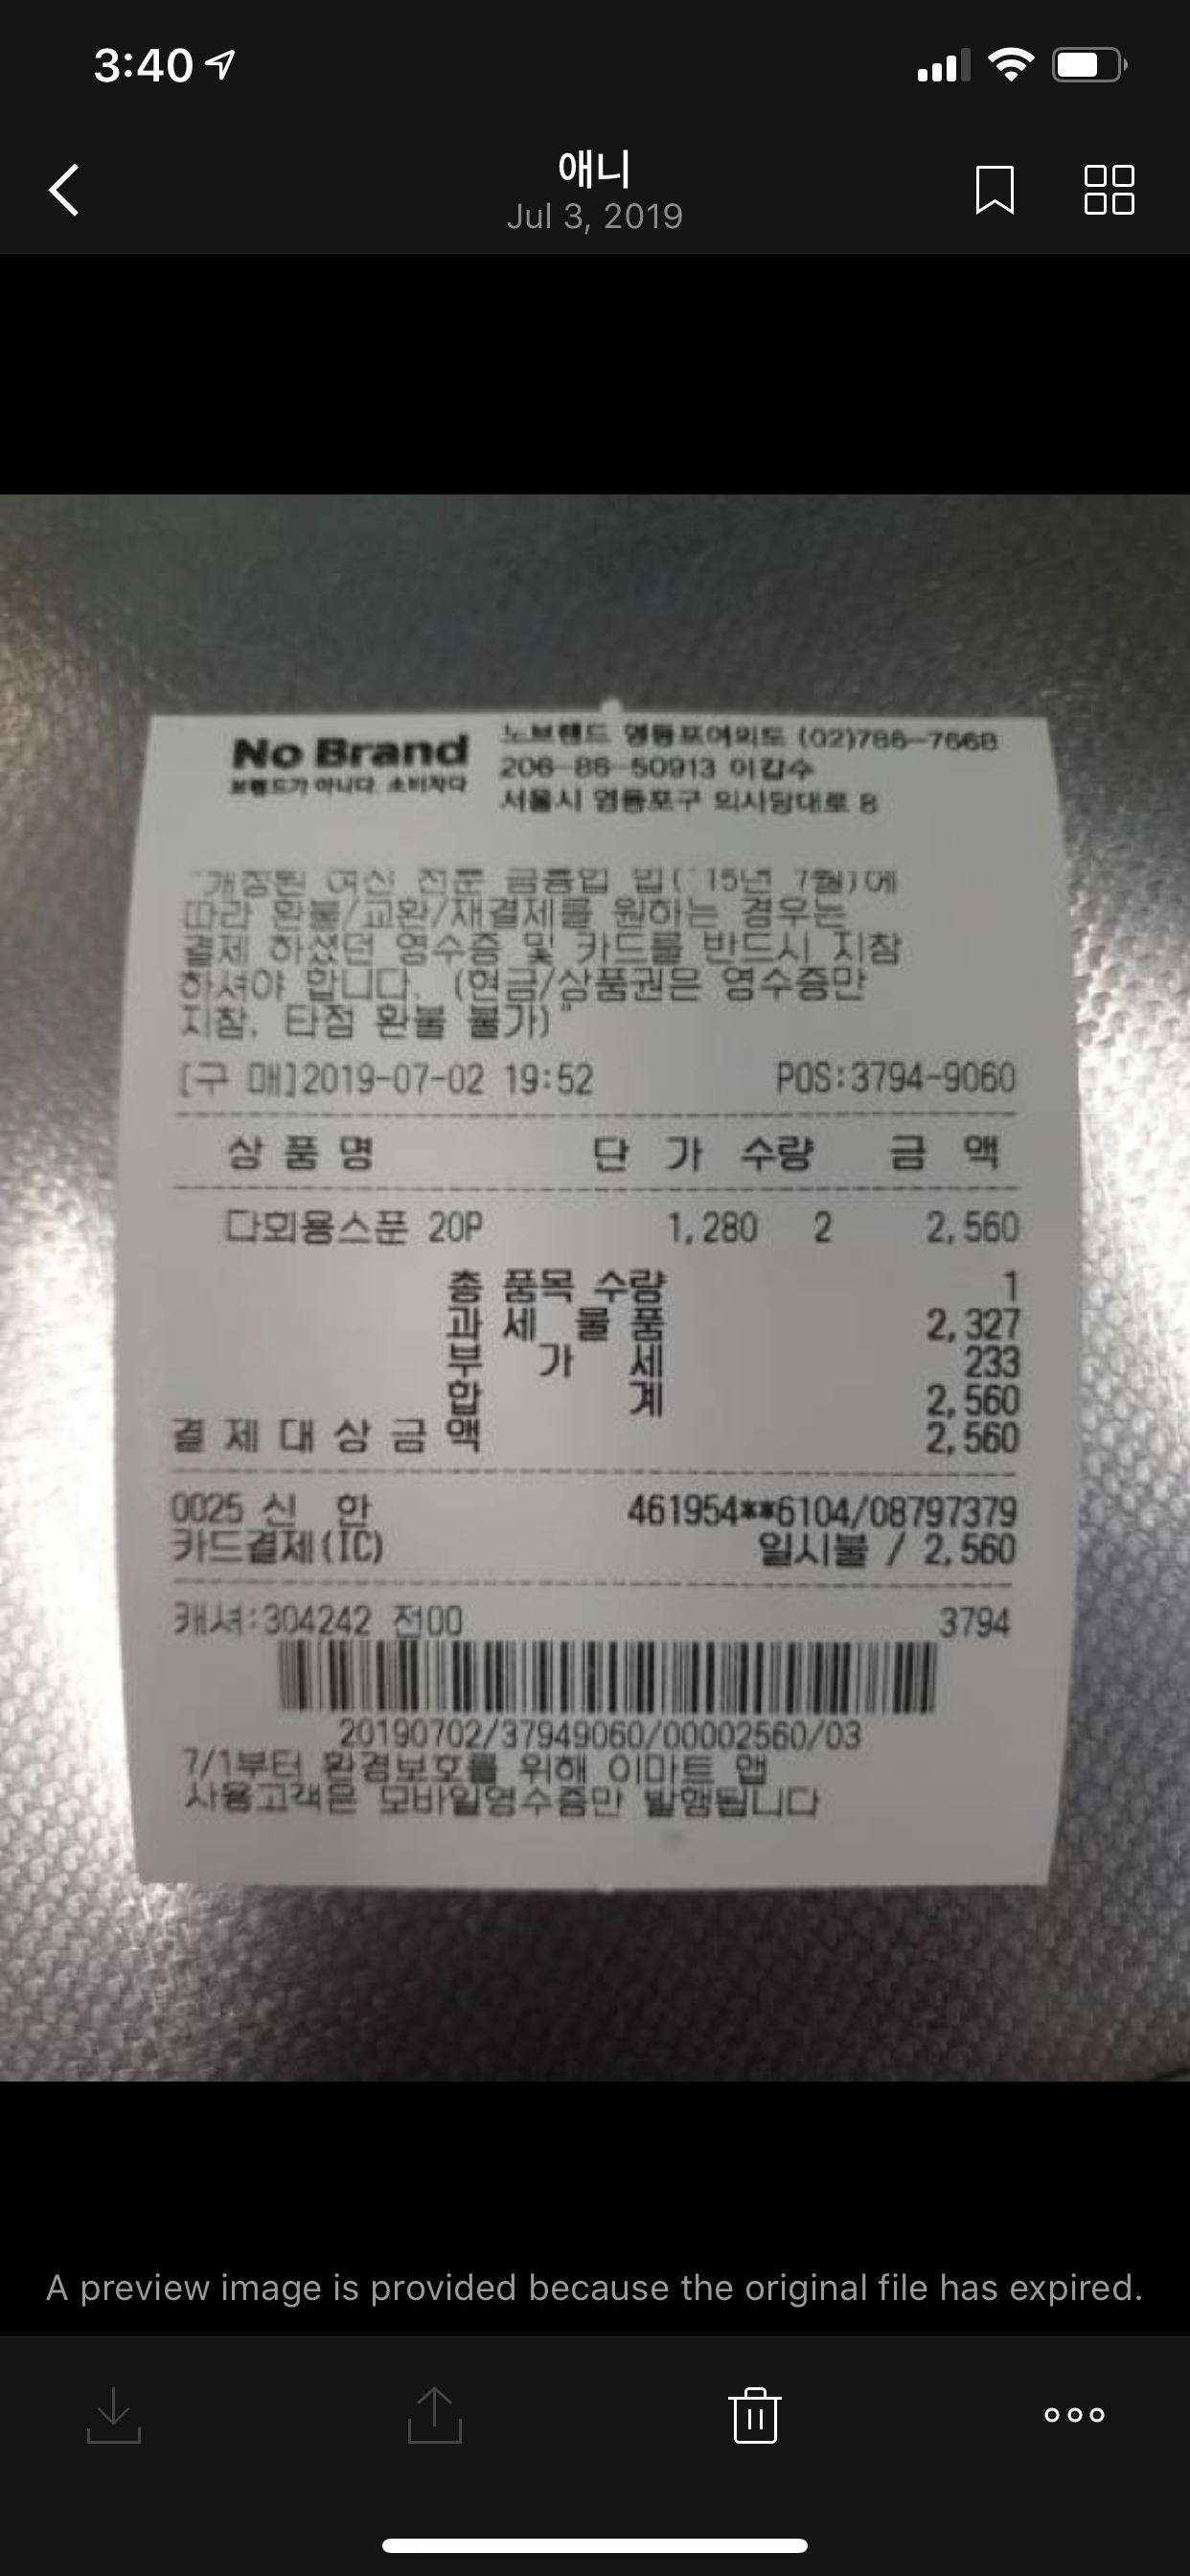 3:40
애니
Jul 3, 2019
No Brand
브랜드가 아니다. 소비자다
노브랜드 영등포여의도 (02)786-7668
206-86-50913 이갑수
서울시 영등포구 의사당대로 8
"개정된 여신 전문 금융업 법('15년 7월)에
따라 환불/교환/재결제를 원하는 경우는
결제 하셨던 영수증 및 카드를 반드시 지참
하셔야 합니다. (현금/상품권은 영수증만
지참, 타점 환불 불가)"
[구 매]2019-07-02 19:52 POS:3794-9060
상 품 명 단 가 수량 금 액
다회용스푼 20P 1,280 2 2,560
총 품목 수량 1
과 세 물 품 2,327
부 가 세 233
합 계 2,560
결 제 대 상 금 액 2,560
0025 신 한 461954**6104/08797379
카드결제(IC) 일시불 / 2,560
캐셔:304242 전00 3794
20190702/37949060/00002560/03
7/1부터 환경보호를 위해 이마트 앱
사용고객은 모바일영수증만 발행됩니다
A preview image is provided because the original file has expired.